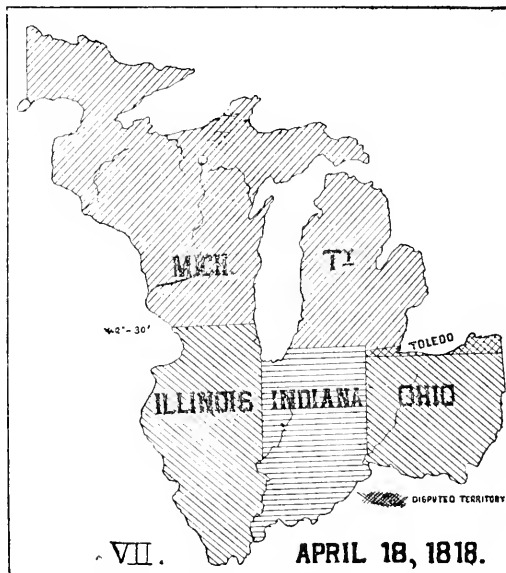 MICH. TY
42°-30'
TOLEDO
ILLINOIS INDIANA OHIO
DISPUTED TERRITORY
VII. APRIL 18, 1818.